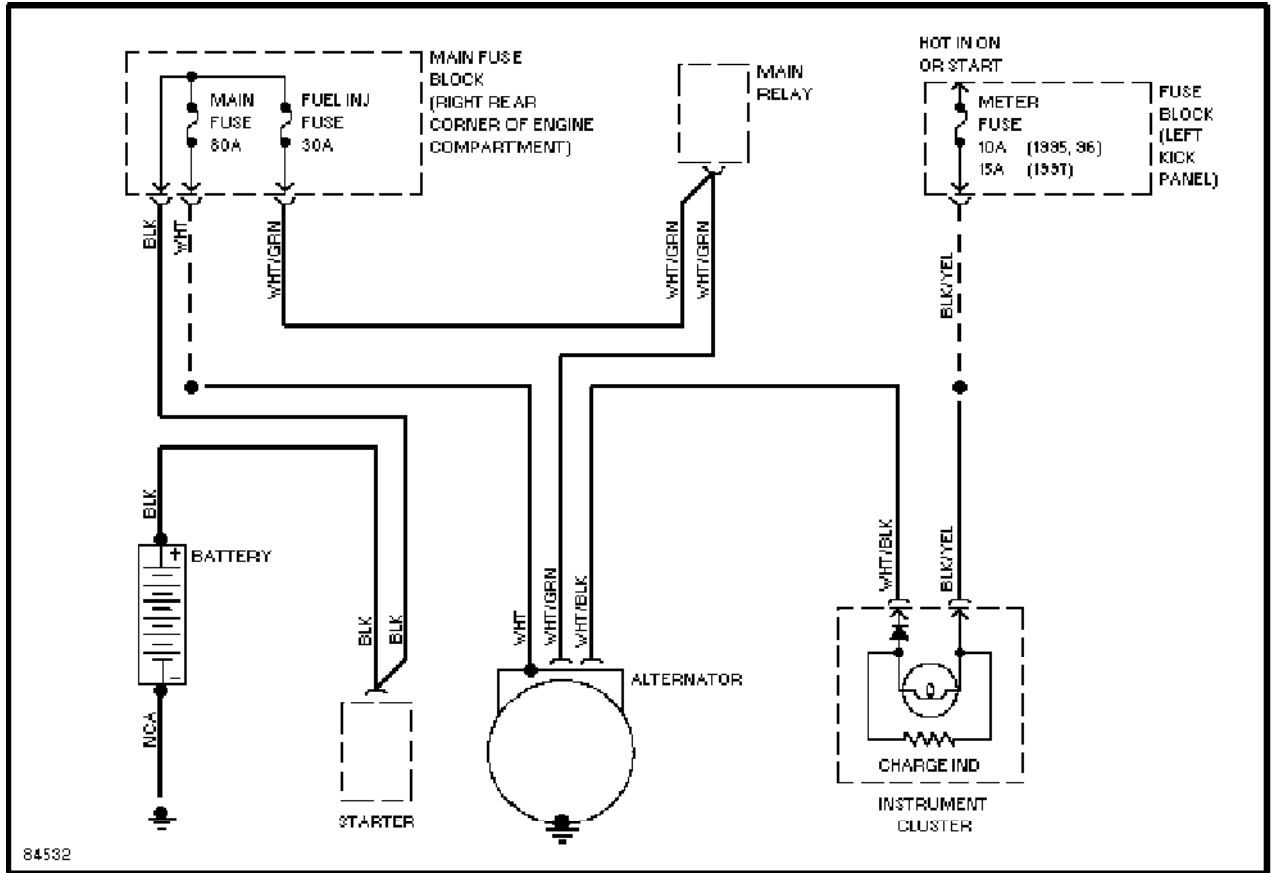 MAIN FUSE
BLOCK
(RIGHT REAR
CORNER OF ENGINE
COMPARTMENT)
MAIN
FUSE
80A
FUEL INJ
FUSE
30A
MAIN
RELAY
HOT IN ON
OR START
METER
FUSE
10A (1995, 96)
15A (1997)
FUSE
BLOCK
(LEFT
KICK
PANEL)
BLK
WHT
WHT/GRN
WHT/GRN
WHT/GRN
BLK/YEL
BLK
+
BATTERY
-
NCA
BLK
BLK
STARTER
WHT
WHT/GRN
WHT/BLK
ALTERNATOR
WHT/BLK
BLK/YEL
CHARGE IND
INSTRUMENT
CLUSTER
84532